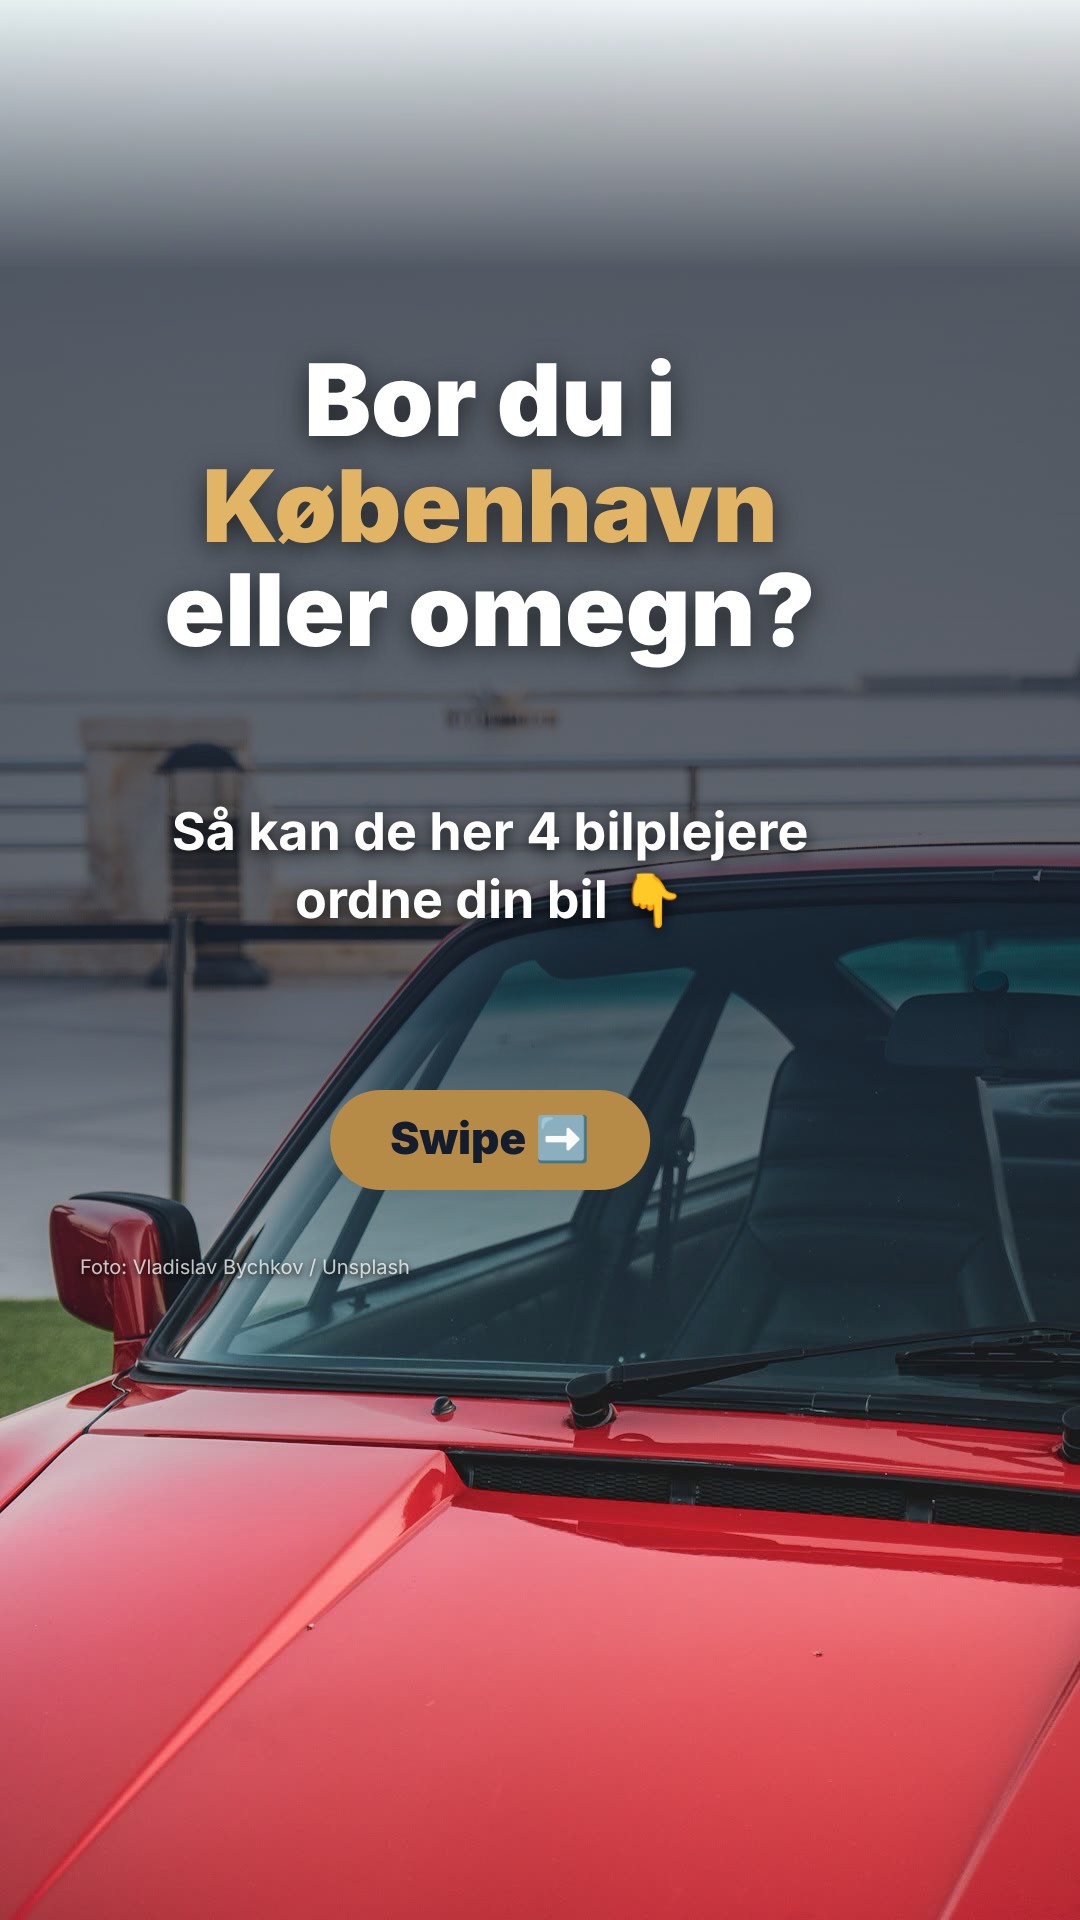 Bor du i
København
eller omegn?
Så kan de her 4 bilplejere
ordne din bil 👇
Swipe ➡️
Foto: Vladislav Bychkov / Unsplash